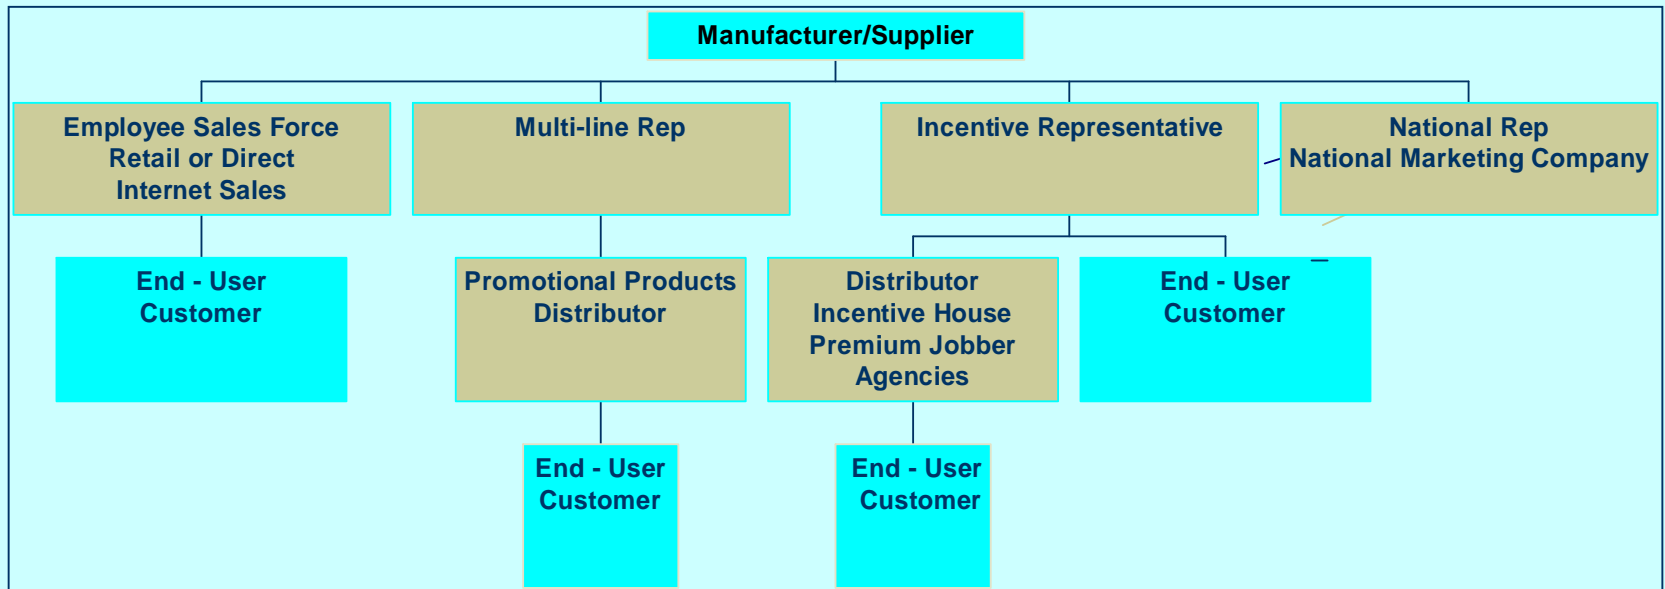 Manufacturer/Supplier
Employee Sales Force
Retail or Direct
Internet Sales
Multi-line Rep
Incentive Representative
National Rep
National Marketing Company
End - User
Customer
Promotional Products
Distributor
Distributor
Incentive House
Premium Jobber
Agencies
End - User
Customer
End - User
Customer
End - User
Customer